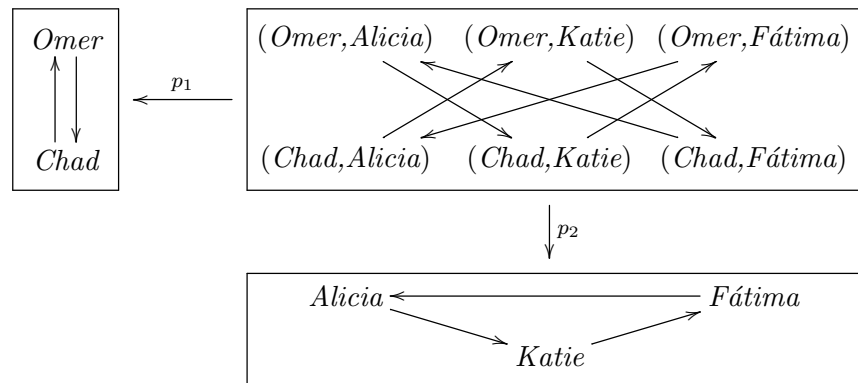 Omer
Chad
p₁
(Omer,Alicia) (Omer,Katie) (Omer,Fátima)
(Chad,Alicia) (Chad,Katie) (Chad,Fátima)
p₂
Alicia Fátima
Katie